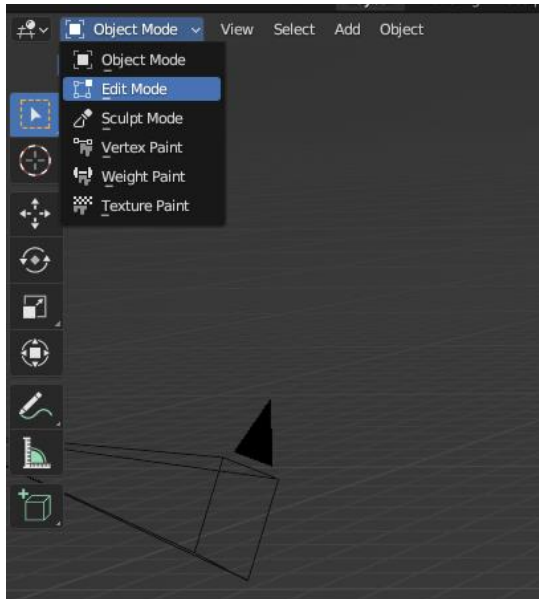 Object Mode View Select Add Object
Object Mode
Edit Mode
Sculpt Mode
Vertex Paint
Weight Paint
Texture Paint